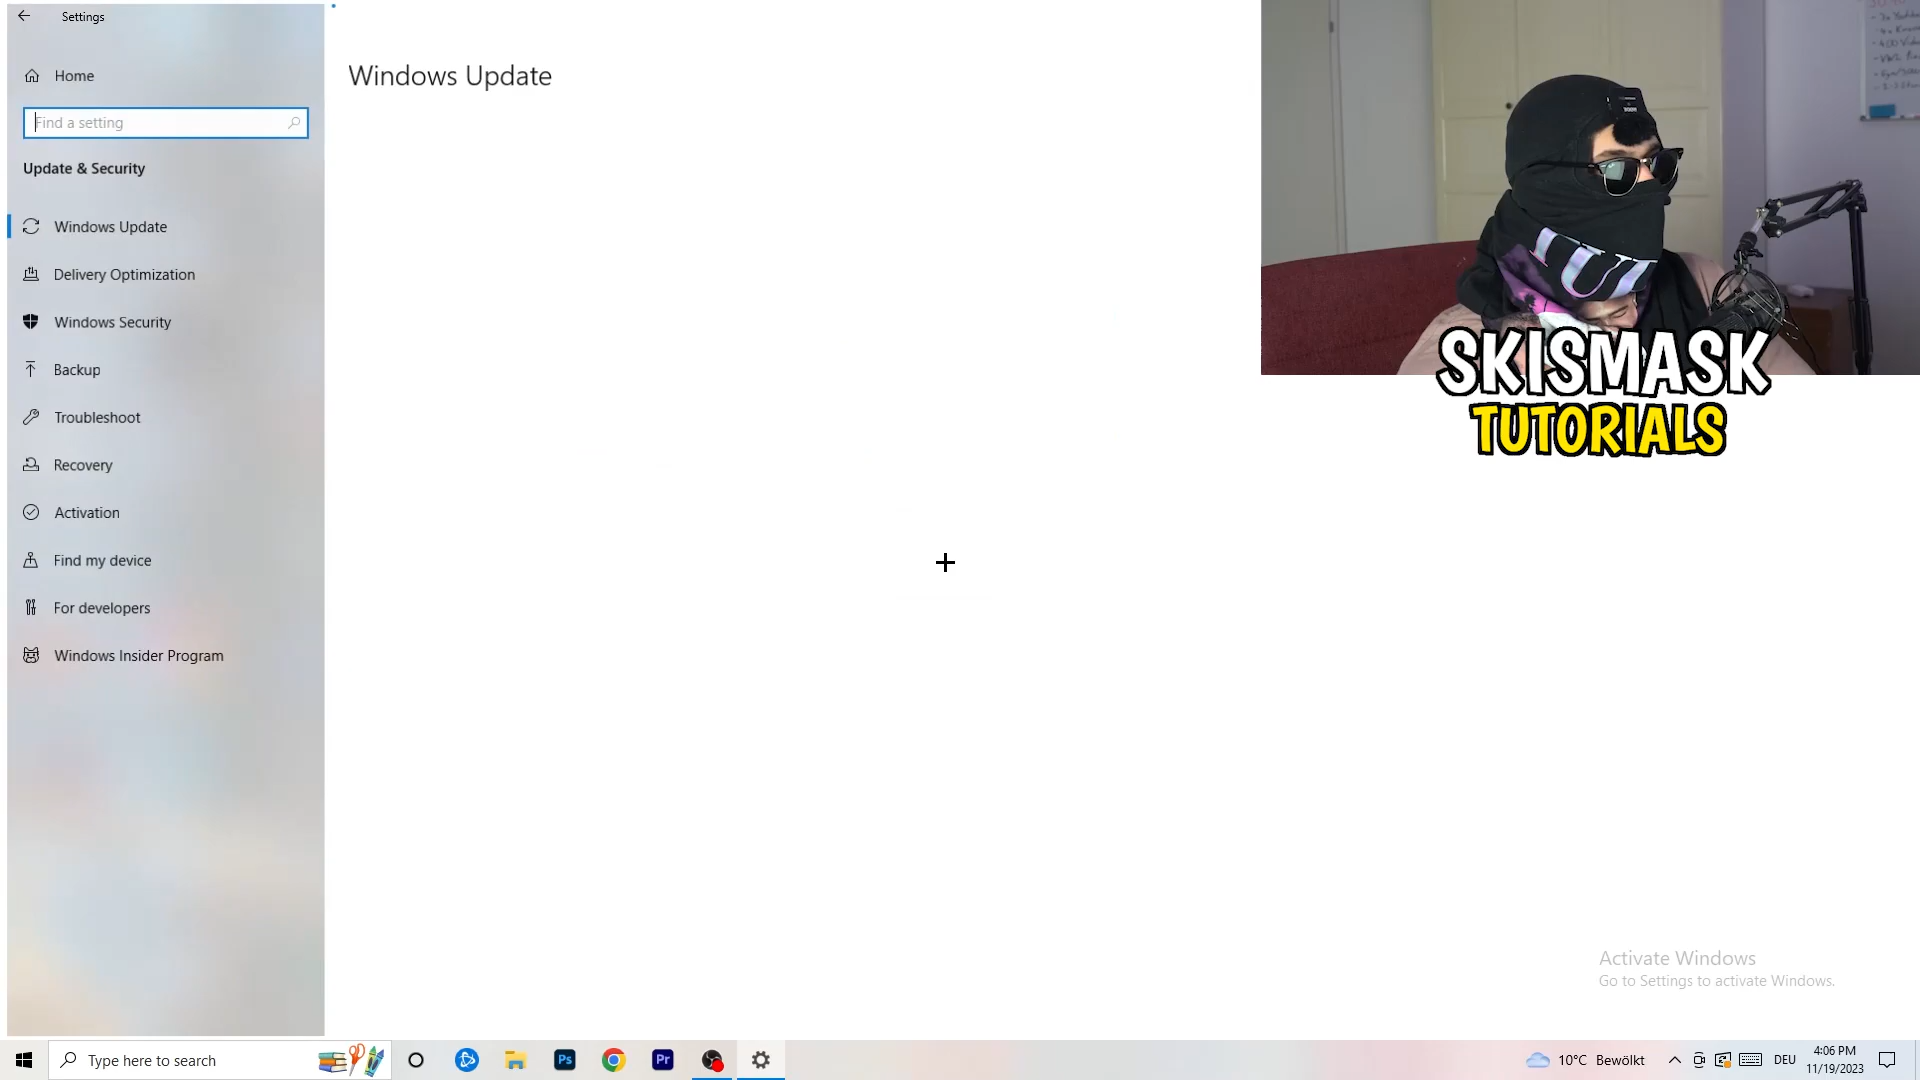 Settings
Home
Find a setting
Update & Security
Windows Update
Delivery Optimization
Windows Security
Backup
Troubleshoot
Recovery
Activation
Find my device
For developers
Windows Insider Program
Windows Update
SKISMASK
TUTORIALS
Activate Windows
Go to Settings to activate Windows.
Type here to search
Ps
Pr
10°C Bewölkt
DEU
4:06 PM
11/19/2023